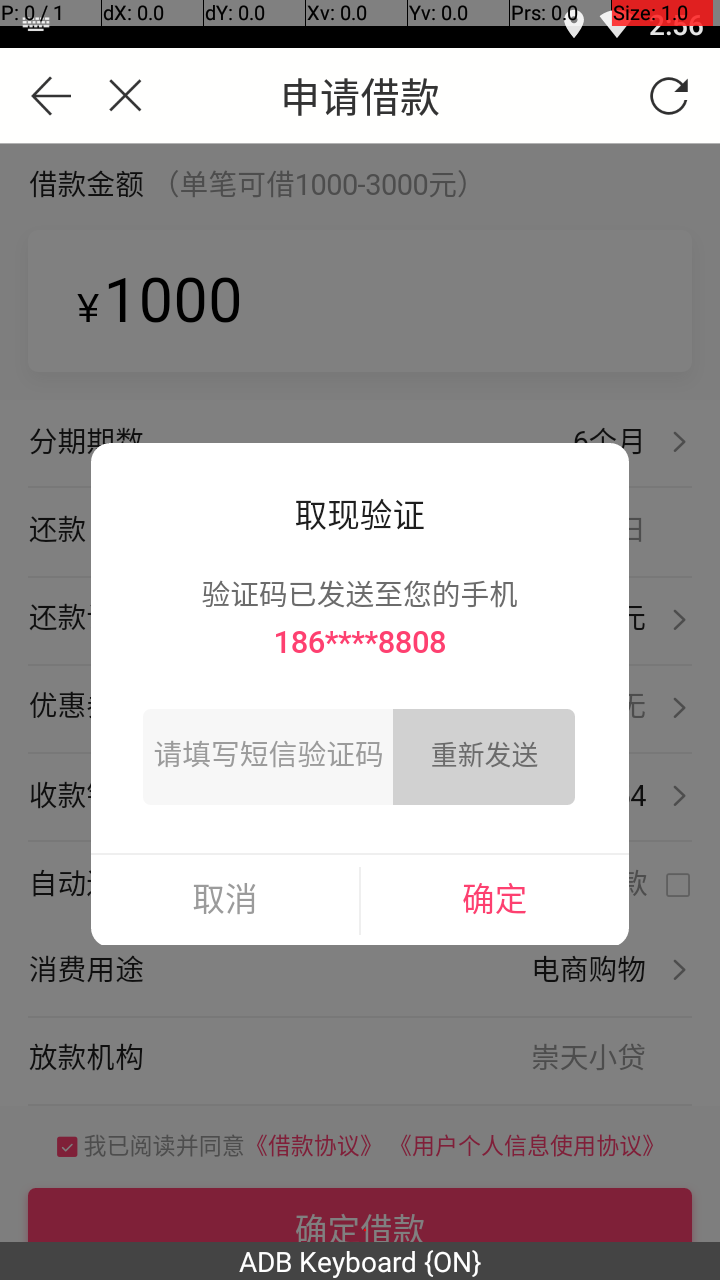 P: 0 / 1 dX: 0.0 dY: 0.0 Xv: 0.0 Yv: 0.0 Prs: 0.0 Size: 1.0
2:56
申请借款
借款金额 （单笔可借1000-3000元）
¥1000
分期期数 6个月
还款 日
还款 元
优惠 无
收款 4
自动 款
取现验证
验证码已发送至您的手机
186****8808
请填写短信验证码 重新发送
取消 确定
消费用途 电商购物
放款机构 崇天小贷
我已阅读并同意《借款协议》 《用户个人信息使用协议》
确定借款
ADB Keyboard {ON}